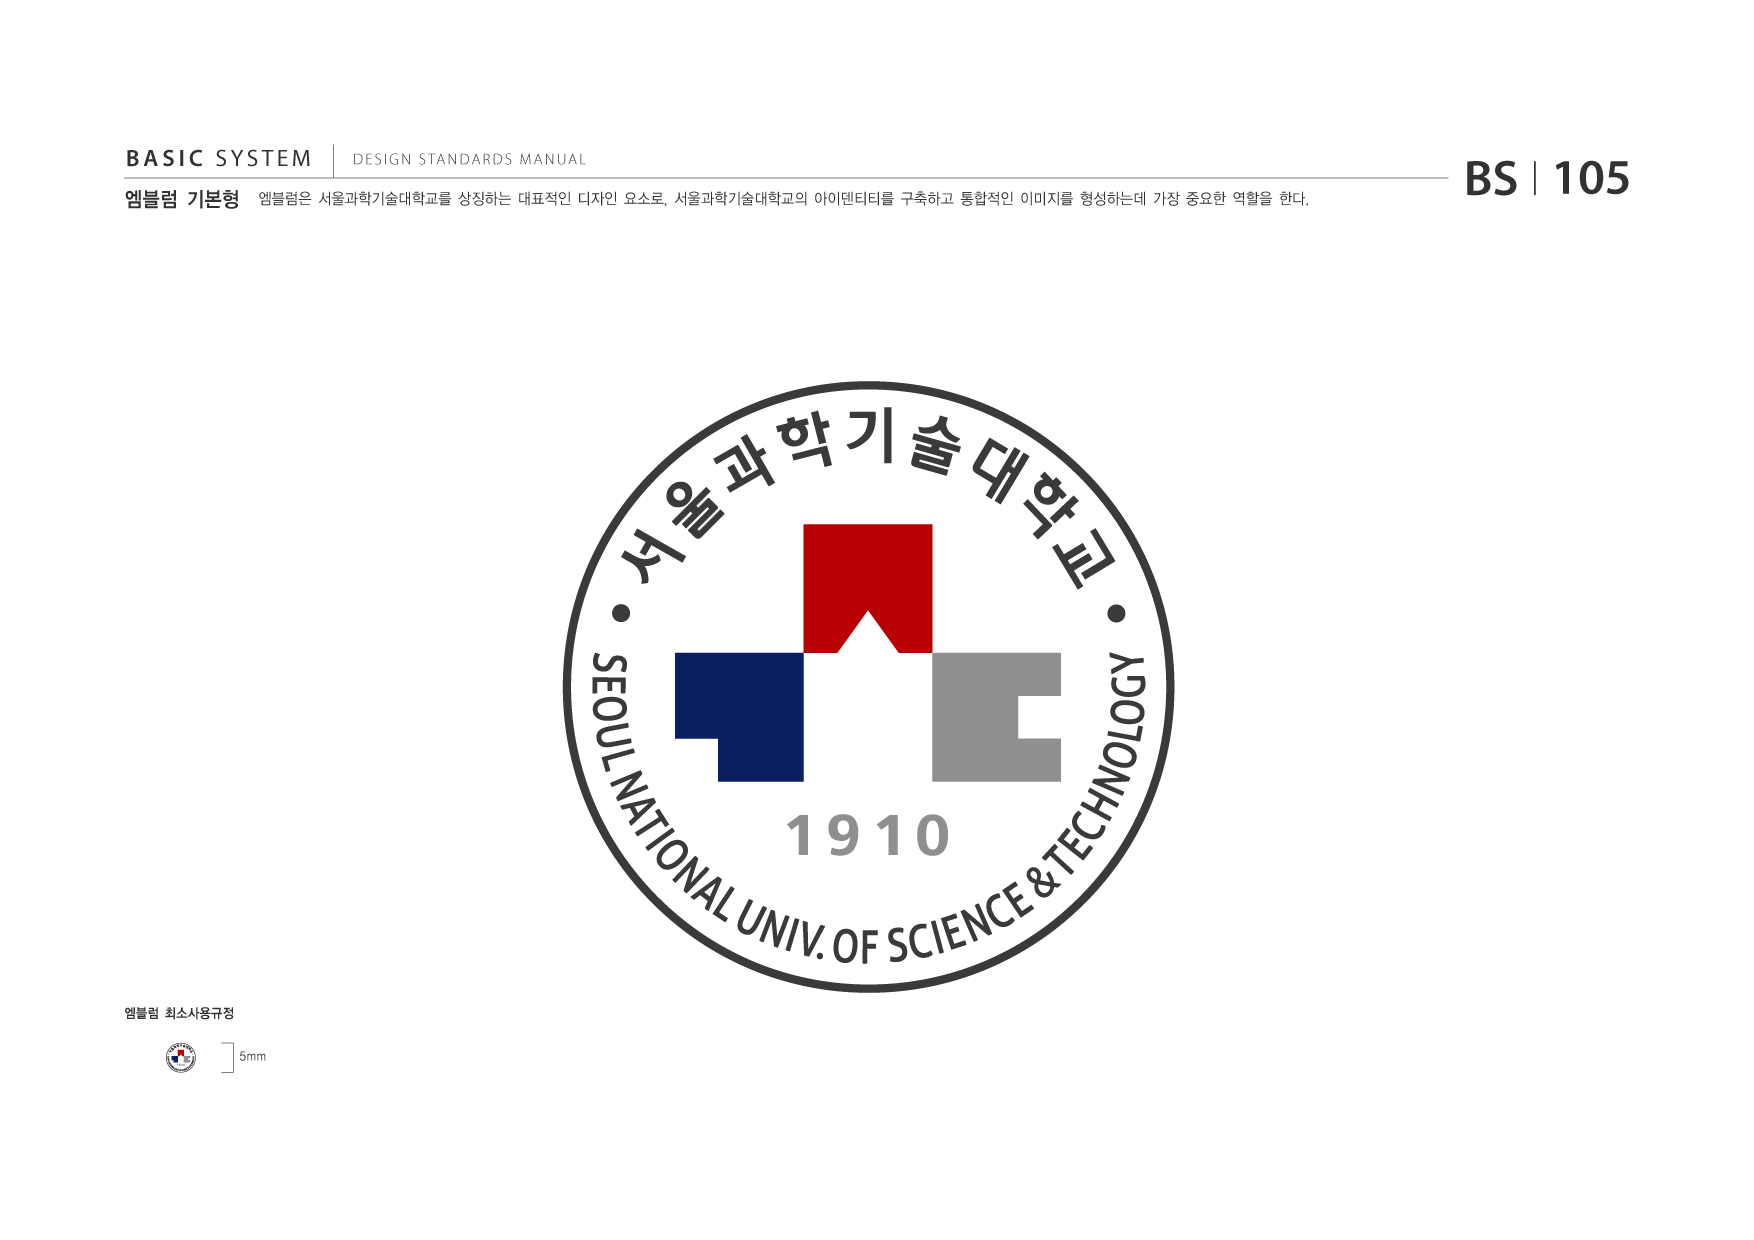 BASIC SYSTEM | DESIGN STANDARDS MANUAL
BS | 105
엠블럼 기본형 엠블럼은 서울과학기술대학교를 상징하는 대표적인 디자인 요소로, 서울과학기술대학교의 아이덴티티를 구축하고 통합적인 이미지를 형성하는데 가장 중요한 역할을 한다.
• 서울과학기술대학교 •
1910
SEOUL NATIONAL UNIV. OF SCIENCE & TECHNOLOGY
엠블럼 최소사용규정
5mm